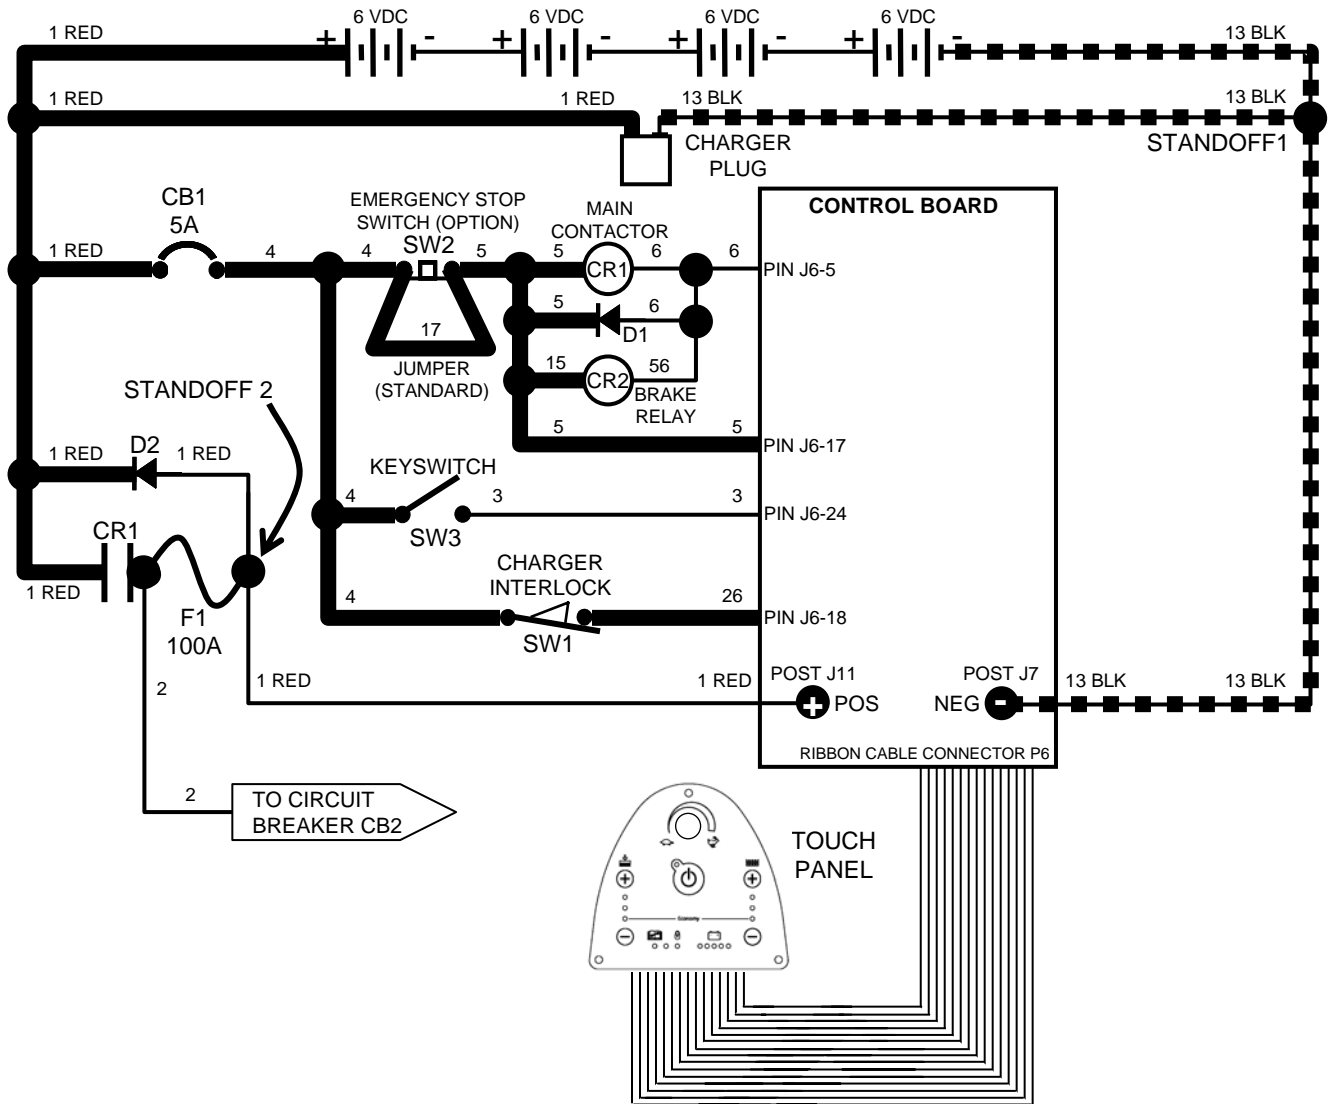 6 VDC
6 VDC
6 VDC
6 VDC
1 RED
+
-
+
-
+
-
+
-
13 BLK
1 RED
1 RED
13 BLK
13 BLK
CHARGER
PLUG
STANDOFF1
CB1
5A
EMERGENCY STOP
SWITCH (OPTION)
SW2
MAIN
CONTACTOR
CONTROL BOARD
1 RED
4
4
5
5
CR1
6
6
PIN J6-5
5
6
D1
17
JUMPER
(STANDARD)
15
CR2
56
BRAKE
RELAY
STANDOFF 2
5
5
PIN J6-17
1 RED
D2
1 RED
KEYSWITCH
4
3
3
PIN J6-24
SW3
CR1
1 RED
CHARGER
INTERLOCK
4
26
PIN J6-18
SW1
F1
100A
2
1 RED
1 RED
POST J11
+
POS
POST J7
NEG
-
13 BLK
13 BLK
RIBBON CABLE CONNECTOR P6
2
TO CIRCUIT
BREAKER CB2
TOUCH
PANEL
+
+
Economy
-
-